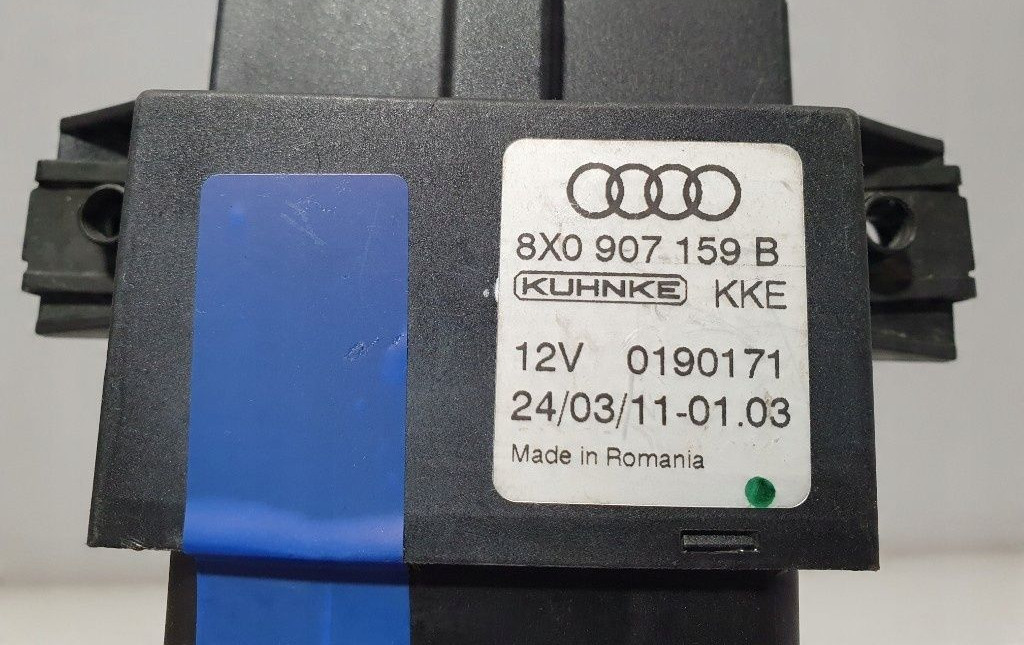 8X0 907 159 B
KUHNKE KKE
12V 0190171
24/03/11-01.03
Made in Romania